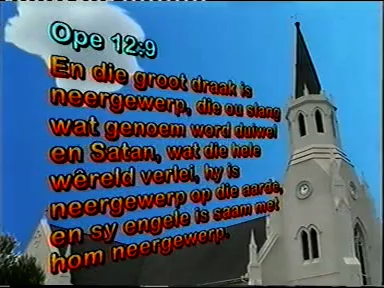 Ope 12:9
En die groot draak is
neergewerp, die ou slang
wat genoem word duiwel
en Satan, wat die hele
wêreld verlei, hy is
neergewerp op die aarde,
en sy engele is saam met
hom neergewerp.